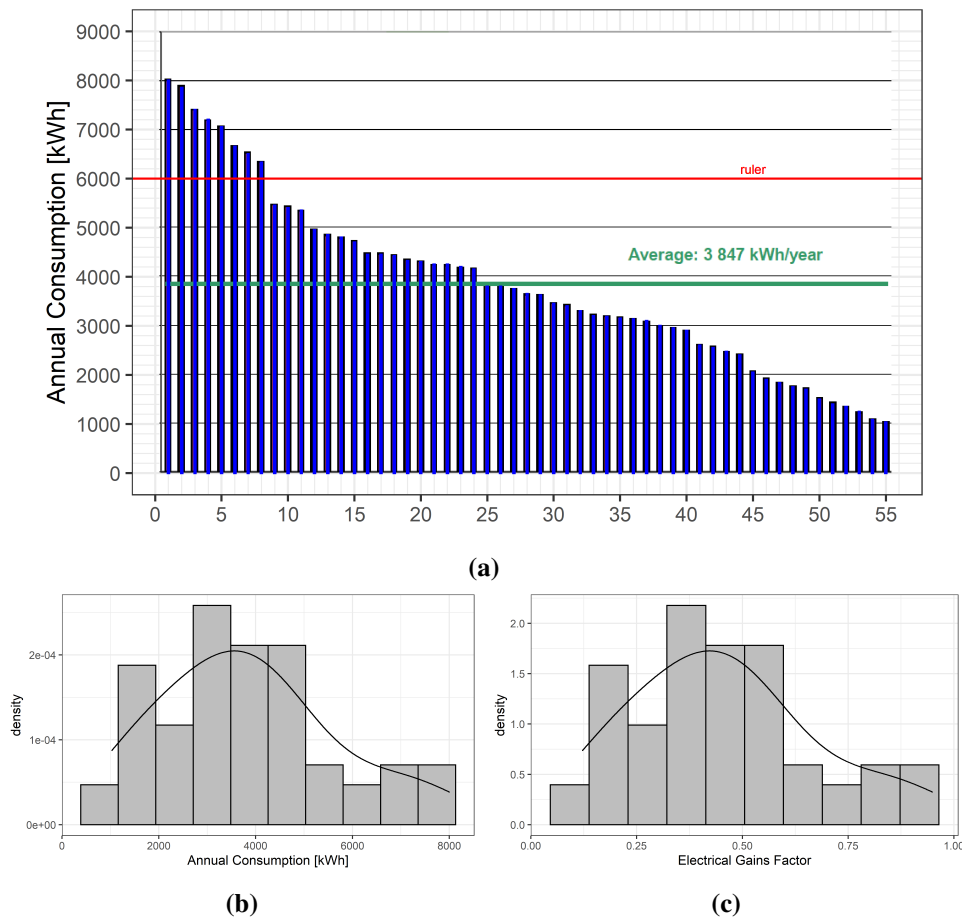 9000
8000
7000
6000
5000
4000
3000
2000
1000
0
Annual Consumption [kWh]
ruler
Average: 3 847 kWh/year
0 5 10 15 20 25 30 35 40 45 50 55
(a)
2e-04
1e-04
0e+00
density
0 2000 4000 6000 8000
Annual Consumption [kWh]
(b)
2.0
1.5
1.0
0.5
0.0
density
0.00 0.25 0.50 0.75 1.00
Electrical Gains Factor
(c)